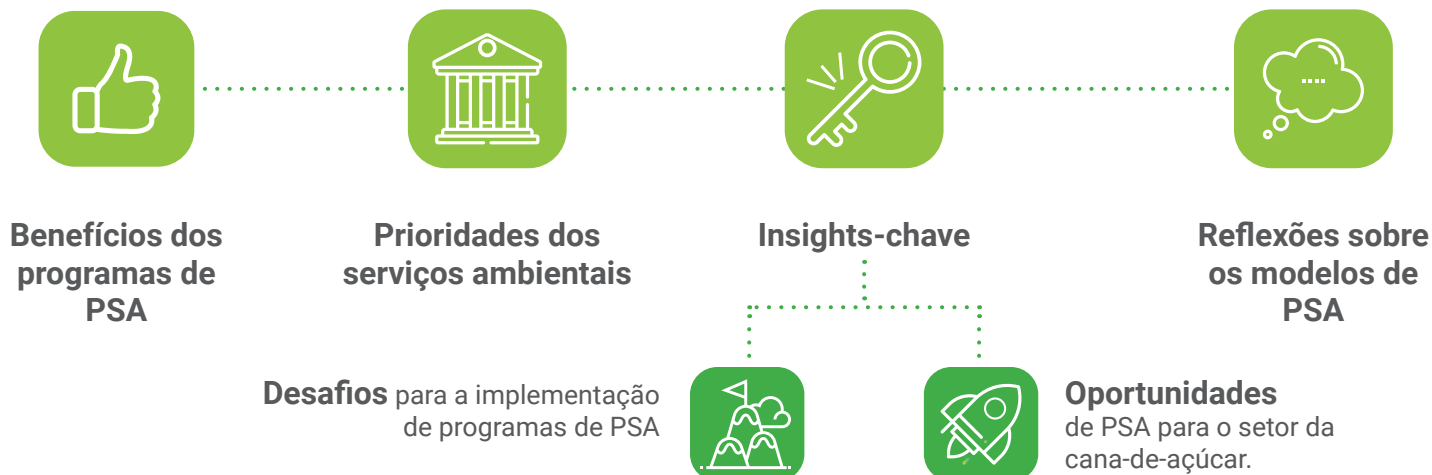 Benefícios dos
programas de
PSA
Prioridades dos
serviços ambientais
Insights-chave
Reflexões sobre
os modelos de
PSA
Desafios para a implementação
de programas de PSA
Oportunidades
de PSA para o setor da
cana-de-açúcar.